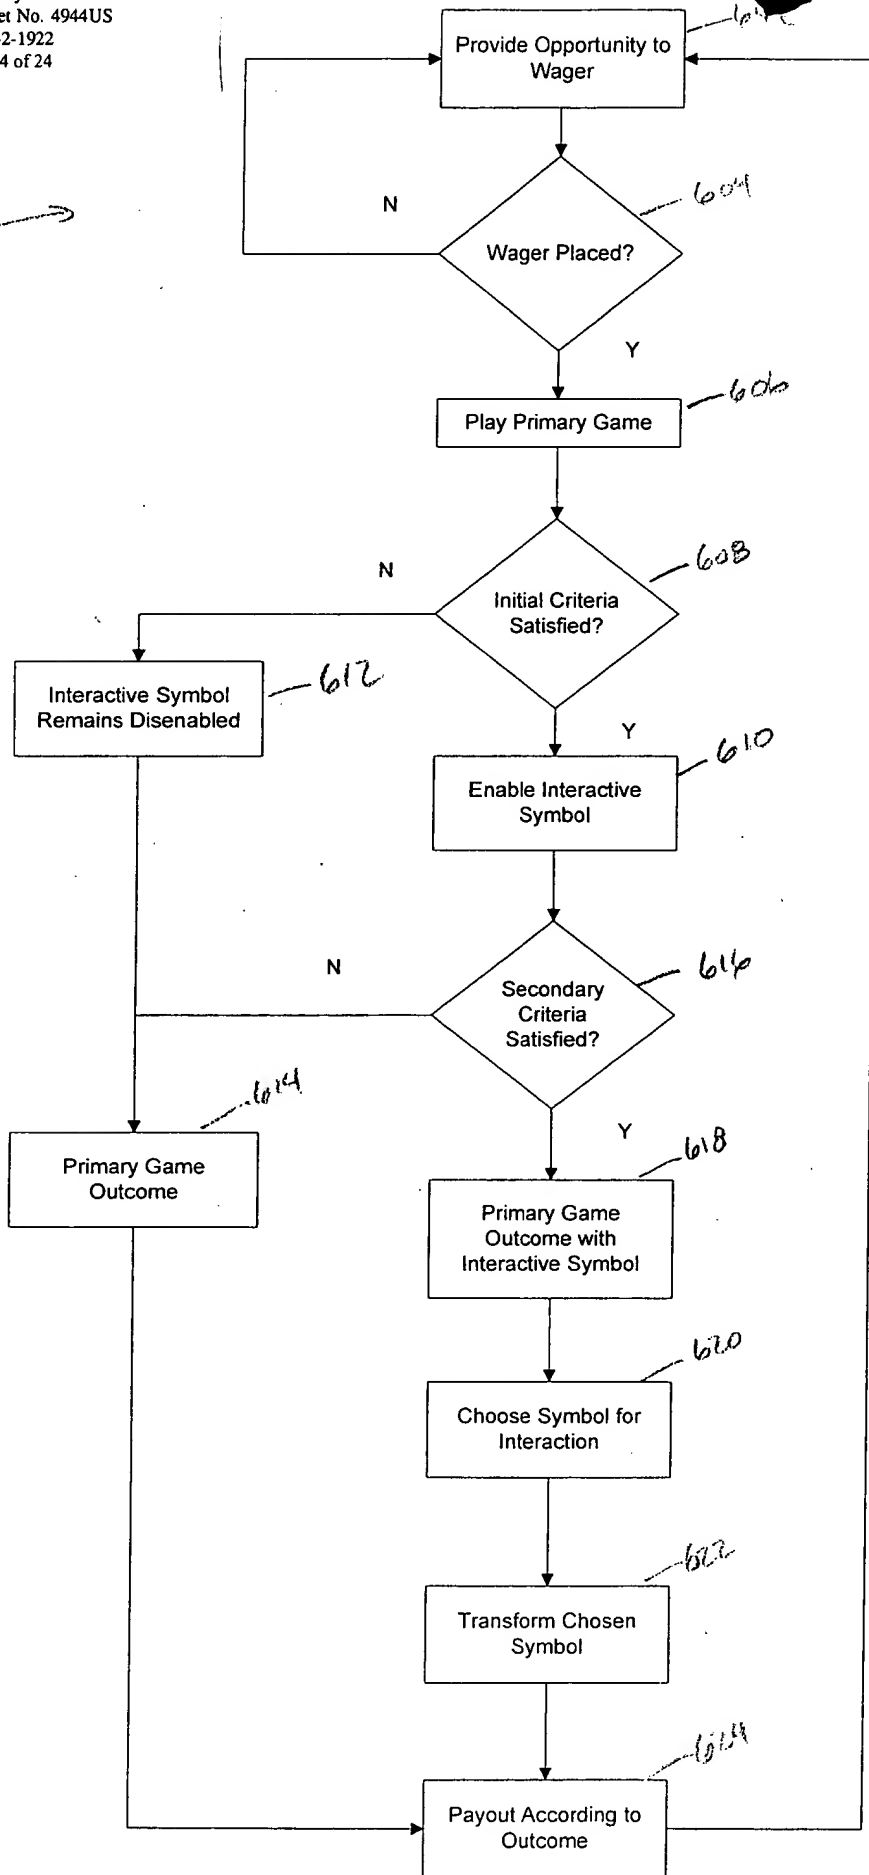 et No. 4944US
2-1922
4 of 24
Provide Opportunity to
Wager
N
604
Wager Placed?
Y
606
Play Primary Game
608
N
Initial Criteria
Satisfied?
612
Interactive Symbol
Remains Disenabled
Y
610
Enable Interactive
Symbol
616
N
Secondary
Criteria
Satisfied?
614
Primary Game
Outcome
Y
618
Primary Game
Outcome with
Interactive Symbol
620
Choose Symbol for
Interaction
622
Transform Chosen
Symbol
624
Payout According to
Outcome